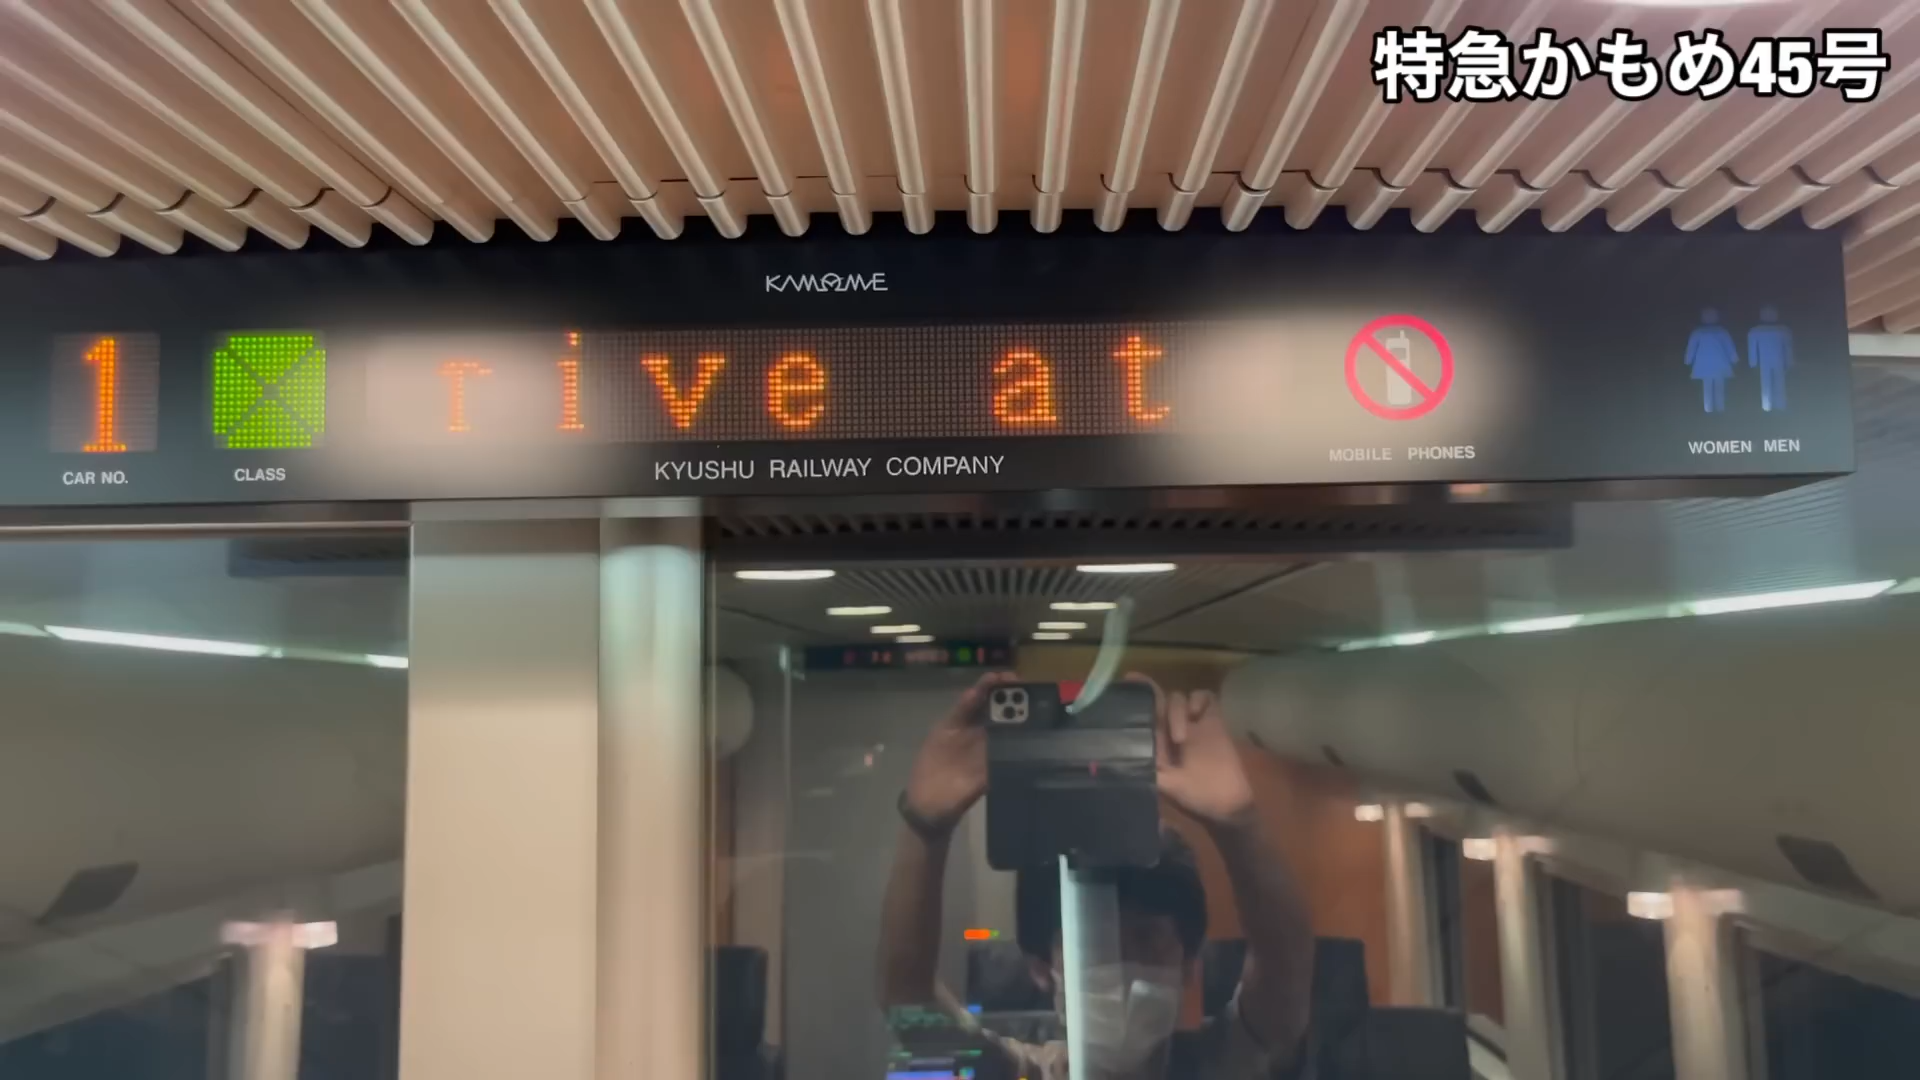 特急かもめ45号
KAMOME
1
rive at
CAR NO.
CLASS
KYUSHU RAILWAY COMPANY
MOBILE PHONES
WOMEN MEN